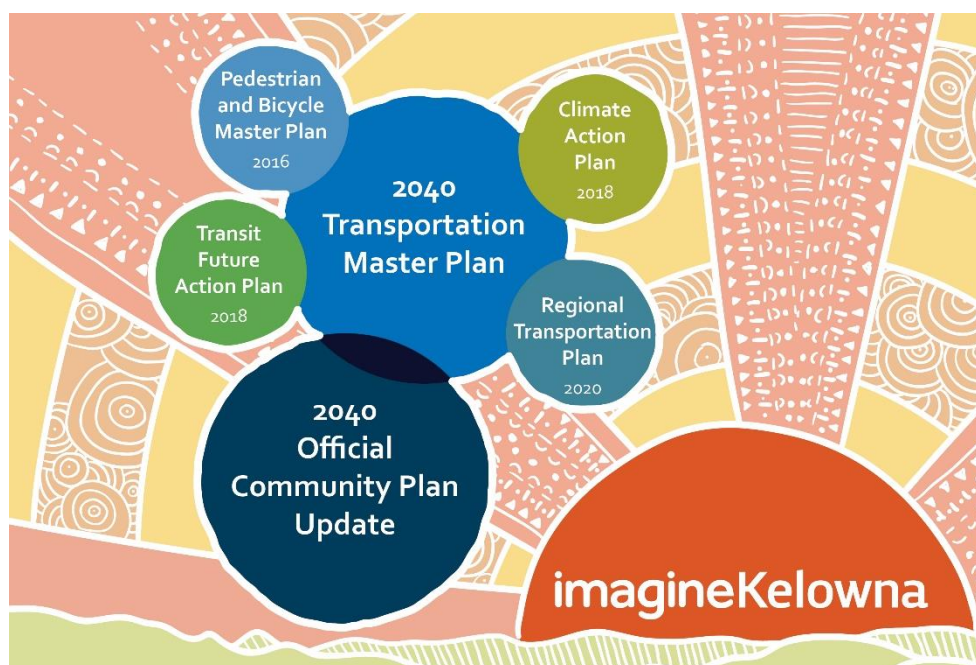 Pedestrian
and Bicycle
Master Plan
2016
Climate
Action
Plan
2018
2040
Transportation
Master Plan
Transit
Future
Action Plan
2018
Regional
Transportation
Plan
2020
2040
Official
Community Plan
Update
imagineKelowna